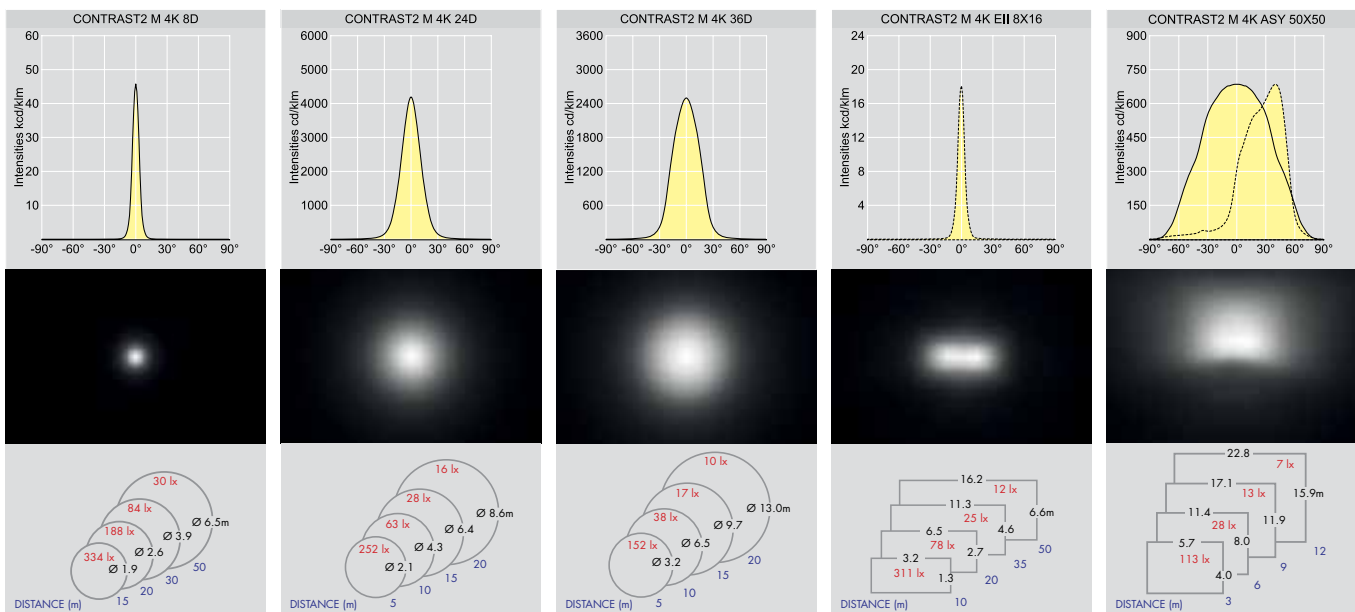 CONTRAST2 M 4K 8D
60
50
40
30
20
10
Intensities kcd/klm
-90° -60° -30° 0° 30° 60° 90°
30 lx
84 lx
188 lx
334 lx
Ø 6.5m
Ø 3.9
Ø 2.6
Ø 1.9
50
30
20
15
DISTANCE (m)
CONTRAST2 M 4K 24D
6000
5000
4000
3000
2000
1000
Intensities cd/klm
-90° -60° -30° 0° 30° 60° 90°
16 lx
28 lx
63 lx
252 lx
Ø 8.6m
Ø 6.4
Ø 4.3
Ø 2.1
20
15
10
5
DISTANCE (m)
CONTRAST2 M 4K 36D
3600
3000
2400
1800
1200
600
Intensities cd/klm
-90° -60° -30° 0° 30° 60° 90°
10 lx
17 lx
38 lx
152 lx
Ø 13.0m
Ø 9.7
Ø 6.5
Ø 3.2
20
15
10
5
DISTANCE (m)
CONTRAST2 M 4K Ell 8X16
24
20
16
12
8
4
Intensities kcd/klm
-90° -60° -30° 0° 30° 60° 90°
16.2
12 lx
11.3
25 lx
6.6m
6.5
4.6
78 lx
3.2
2.7
311 lx
1.3
50
35
20
10
DISTANCE (m)
CONTRAST2 M 4K ASY 50X50
900
750
600
450
300
150
Intensities cd/klm
-90° -60° -30° 0° 30° 60° 90°
22.8
7 lx
17.1
13 lx
15.9m
11.4
28 lx
11.9
5.7
8.0
113 lx
4.0
12
9
6
3
DISTANCE (m)